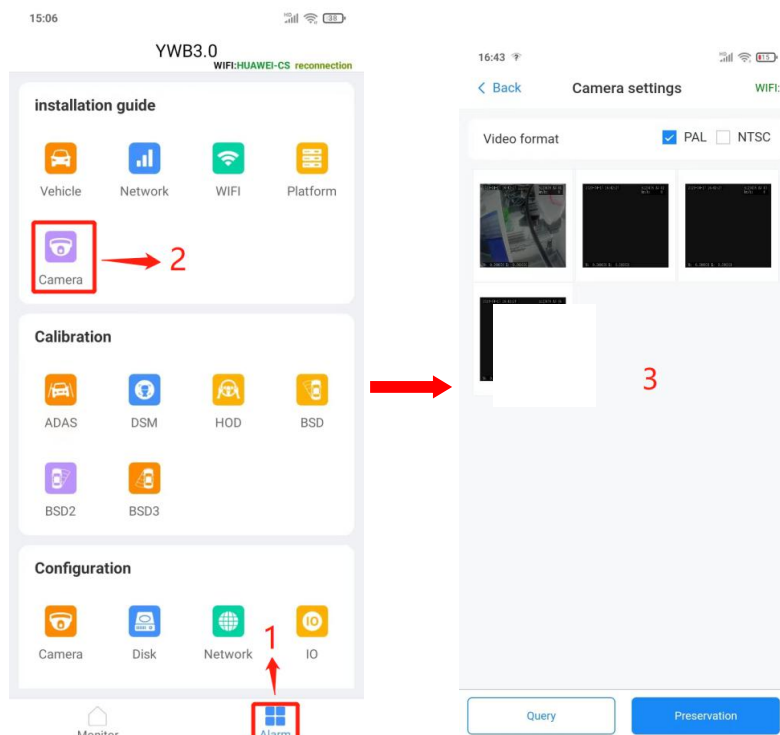 15:06
38
YWB3.0
WIFI:HUAWEI-CS reconnection
installation guide
Vehicle Network WIFI Platform
Camera
2
Calibration
ADAS DSM HOD BSD
BSD2 BSD3
Configuration
Camera Disk Network IO
1
Monitor Alarm
16:43
15
Back Camera settings WIFI:
Video format PAL NTSC
3
Query Preservation